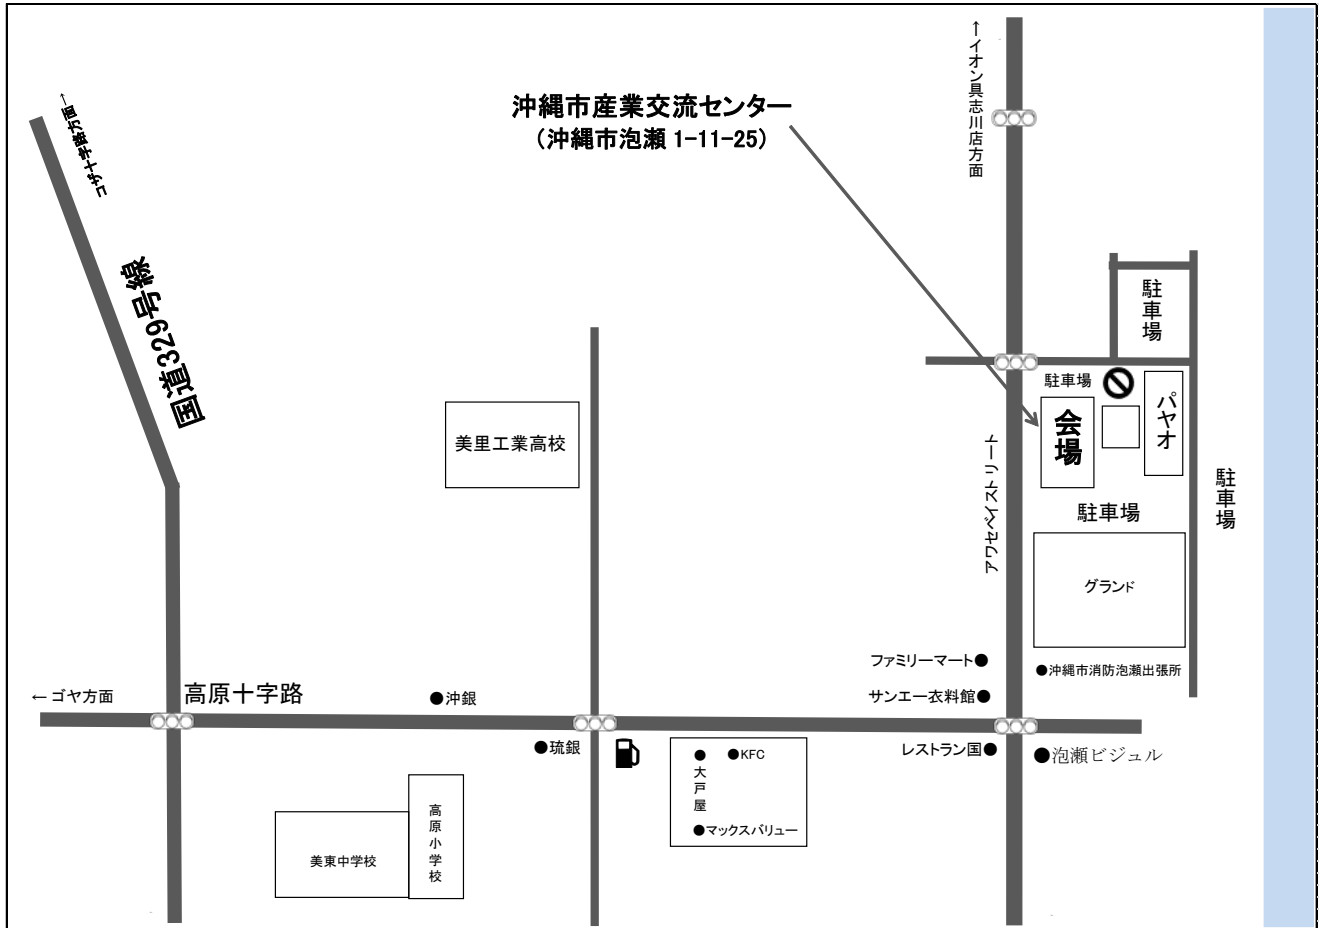 ↑イオン具志川店方面
沖縄市産業交流センター
（沖縄市泡瀬 1-11-25）
コザ十字路方面→
国道329号線
駐車場
駐車場
会場
パヤオ
美里工業高校
アワセベイストリート
駐車場
駐車場
グランド
ファミリーマート●
●沖縄市消防泡瀬出張所
←ゴヤ方面
高原十字路
●沖銀
サンエー衣料館●
●琉銀
●KFC
大戸屋
●マックスバリュー
レストラン国●
●泡瀬ビジュル
高原小学校
美東中学校